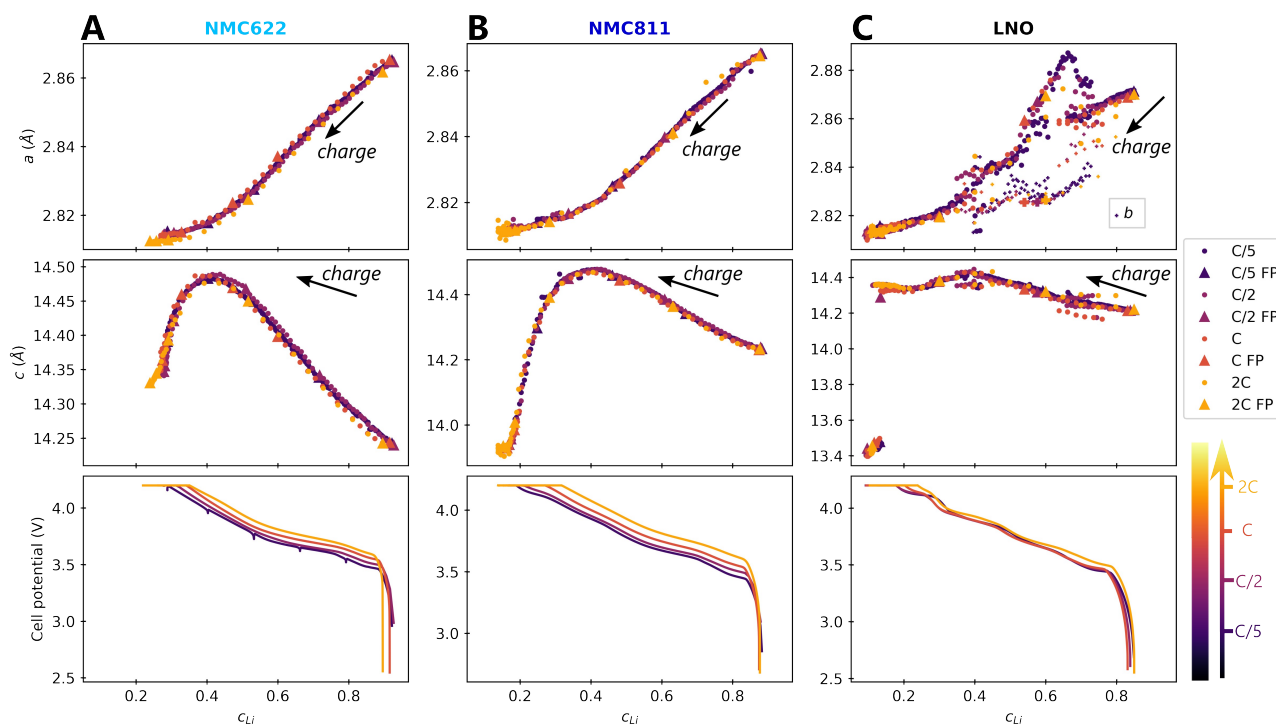 A
NMC622
B
NMC811
C
LNO
2.86
2.84
2.82
a (Å)
charge
2.86
2.84
2.82
charge
2.88
2.86
2.84
2.82
charge
b
14.50
14.45
14.40
14.35
14.30
14.25
c (Å)
charge
14.4
14.2
14.0
charge
14.4
14.2
14.0
13.8
13.6
13.4
charge
C/5
C/5 FP
C/2
C/2 FP
C
C FP
2C
2C FP
4.0
3.5
3.0
2.5
Cell potential (V)
0.2 0.4 0.6 0.8
cLi
4.0
3.5
3.0
0.2 0.4 0.6 0.8
cLi
4.0
3.5
3.0
2.5
0.2 0.4 0.6 0.8
cLi
2C
C
C/2
C/5